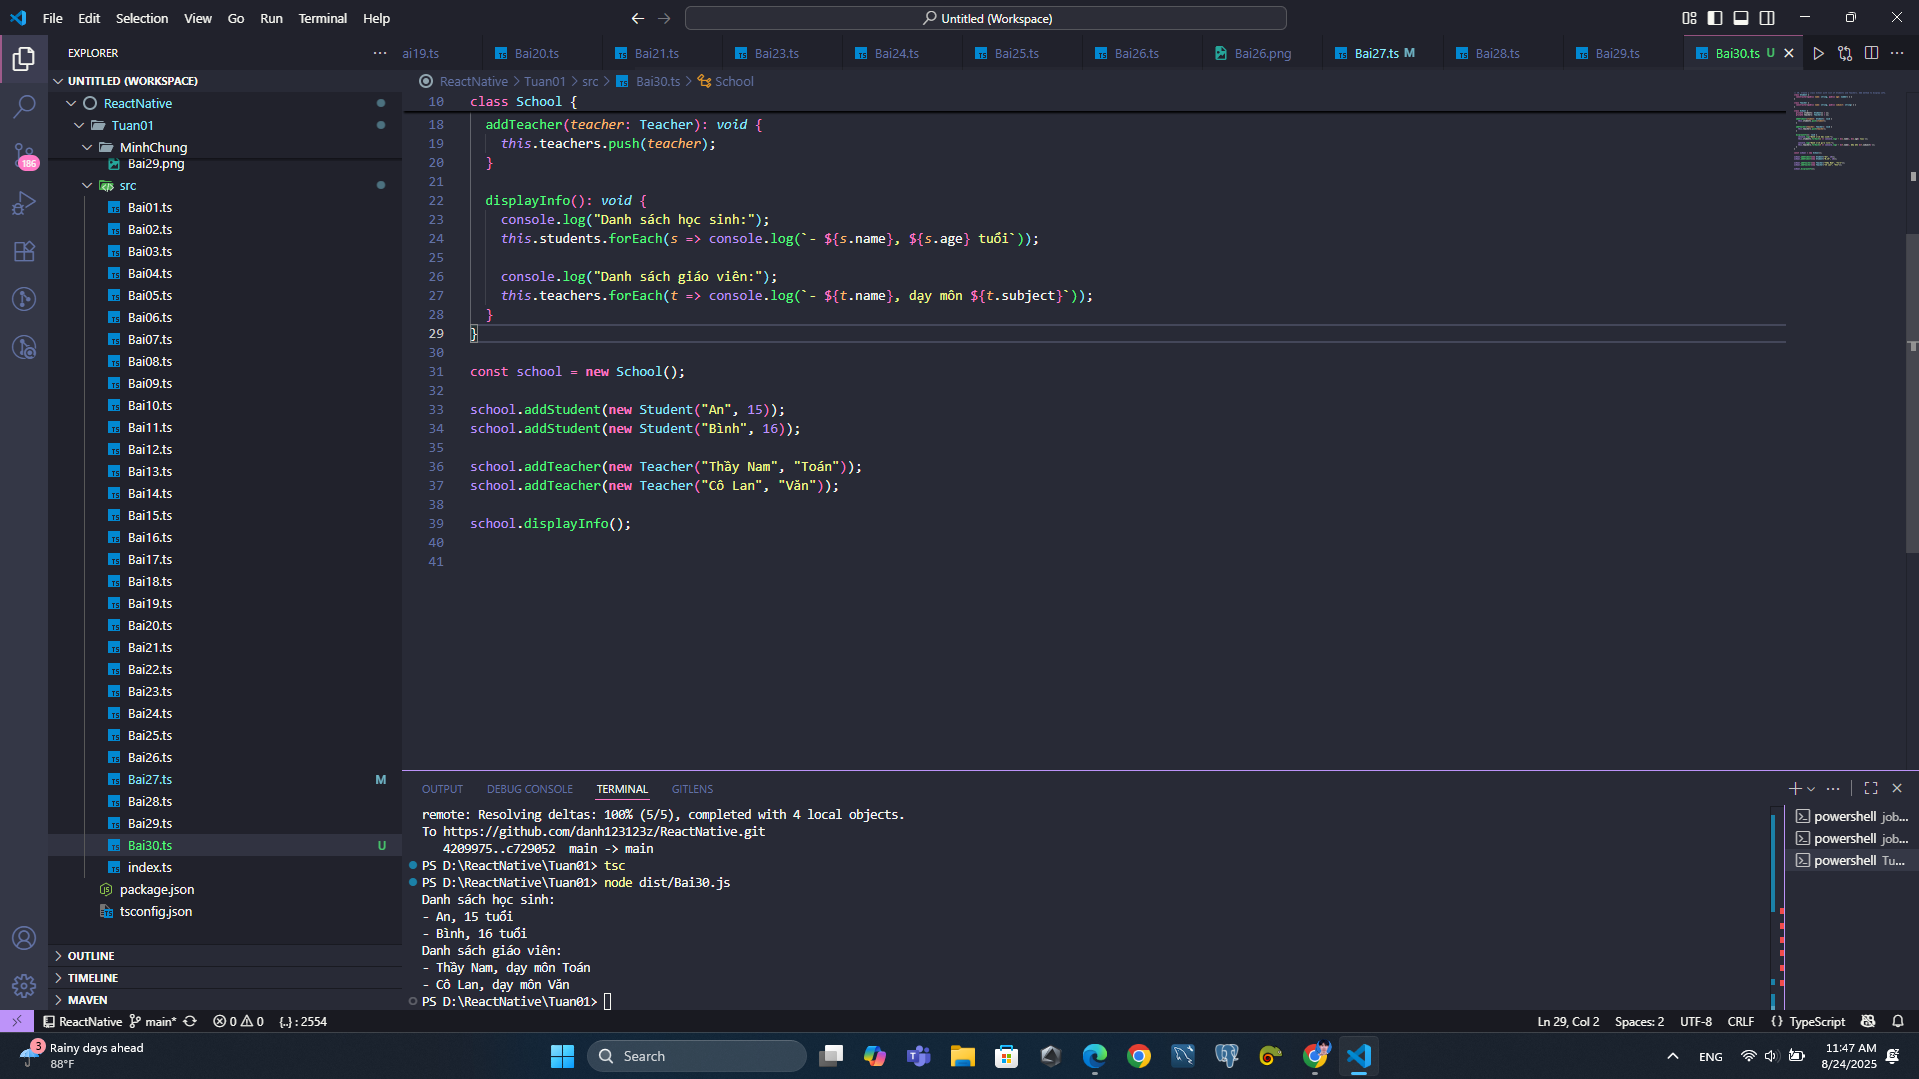 File Edit Selection View Go Run Terminal Help
Untitled (Workspace)
EXPLORER
ai19.ts Bai20.ts Bai21.ts Bai23.ts Bai24.ts Bai25.ts Bai26.ts Bai26.png Bai27.ts M Bai28.ts Bai29.ts Bai30.ts U
UNTITLED (WORKSPACE)
ReactNative
Tuan01
MinhChung
Bai29.png
src
Bai01.ts
Bai02.ts
Bai03.ts
Bai04.ts
Bai05.ts
Bai06.ts
Bai07.ts
Bai08.ts
Bai09.ts
Bai10.ts
Bai11.ts
Bai12.ts
Bai13.ts
Bai14.ts
Bai15.ts
Bai16.ts
Bai17.ts
Bai18.ts
Bai19.ts
Bai20.ts
Bai21.ts
Bai22.ts
Bai23.ts
Bai24.ts
Bai25.ts
Bai26.ts
Bai27.ts M
Bai28.ts
Bai29.ts
Bai30.ts U
index.ts
package.json
tsconfig.json
OUTLINE
TIMELINE
MAVEN
186
ReactNative > Tuan01 > src > Bai30.ts > School
10 class School {
18 addTeacher(teacher: Teacher): void {
19 this.teachers.push(teacher);
20 }
21
22 displayInfo(): void {
23 console.log("Danh sách học sinh:");
24 this.students.forEach(s => console.log(`- ${s.name}, ${s.age} tuổi`));
25
26 console.log("Danh sách giáo viên:");
27 this.teachers.forEach(t => console.log(`- ${t.name}, dạy môn ${t.subject}`));
28 }
29 }
30
31 const school = new School();
32
33 school.addStudent(new Student("An", 15));
34 school.addStudent(new Student("Bình", 16));
35
36 school.addTeacher(new Teacher("Thầy Nam", "Toán"));
37 school.addTeacher(new Teacher("Cô Lan", "Văn"));
38
39 school.displayInfo();
40
41
OUTPUT DEBUG CONSOLE TERMINAL GITLENS
remote: Resolving deltas: 100% (5/5), completed with 4 local objects.
To https://github.com/danh123123z/ReactNative.git
4209975..c729052 main -> main
PS D:\ReactNative\Tuan01> tsc
PS D:\ReactNative\Tuan01> node dist/Bai30.js
Danh sách học sinh:
- An, 15 tuổi
- Bình, 16 tuổi
Danh sách giáo viên:
- Thầy Nam, dạy môn Toán
- Cô Lan, dạy môn Văn
PS D:\ReactNative\Tuan01>
powershell job...
powershell job...
powershell Tu...
ReactNative main* 0 0 {..} : 2554
Ln 29, Col 2 Spaces: 2 UTF-8 CRLF {} TypeScript
3
Rainy days ahead
88°F
Search
ENG
11:47 AM
8/24/2025